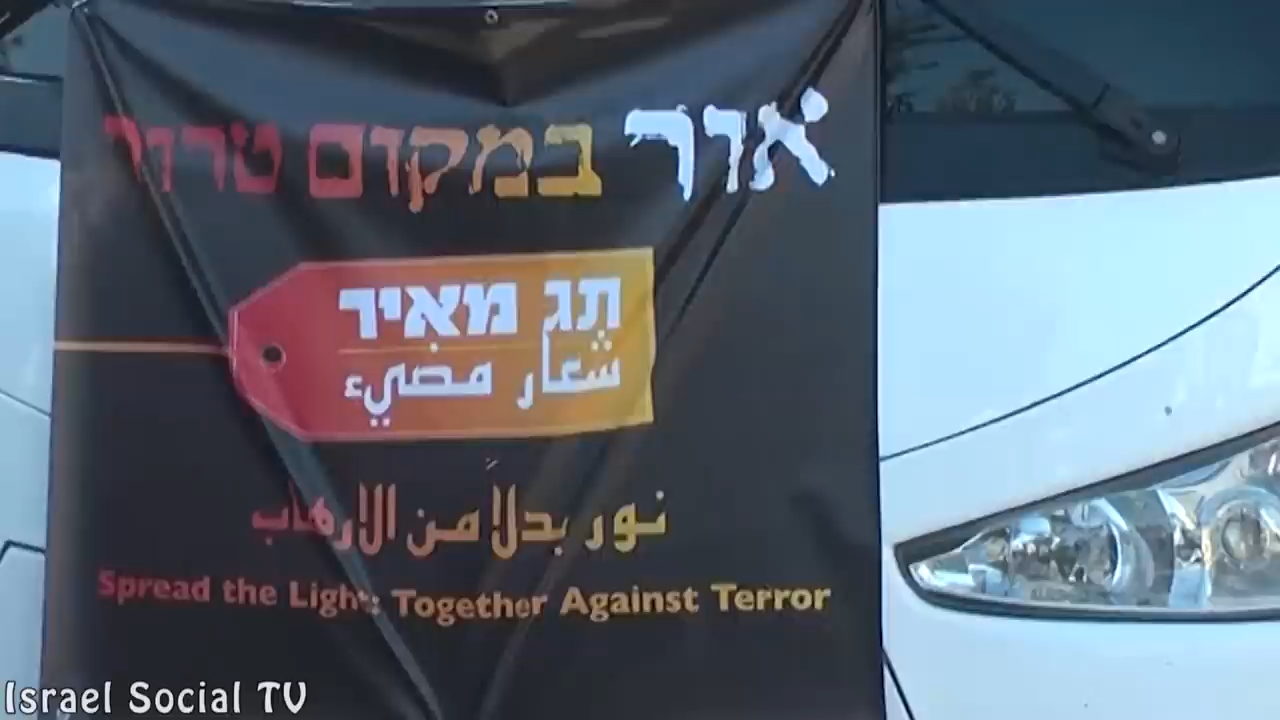 אור במקום טרור
תג מאיר
شعار مضيء
نور بدلاً من الارهاب
Spread the Light: Together Against Terror
Israel Social TV